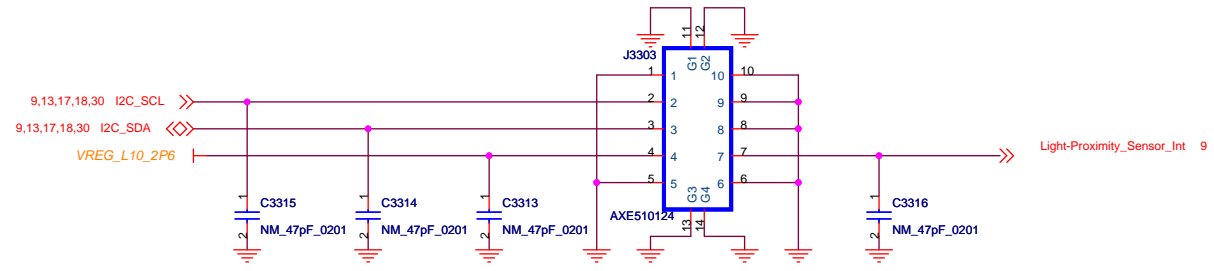 11
12
J3303
G1
G2
1
1
10
10
9,13,17,18,30 I2C_SCL
2
2
9
9
9,13,17,18,30 I2C_SDA
3
3
8
8
VREG_L10_2P6
4
4
7
7
Light-Proximity_Sensor_Int 9
5
5
6
6
G3
G4
AXE510124
13
14
1
C3315
2
NM_47pF_0201
1
C3314
2
NM_47pF_0201
1
C3313
2
NM_47pF_0201
1
C3316
2
NM_47pF_0201